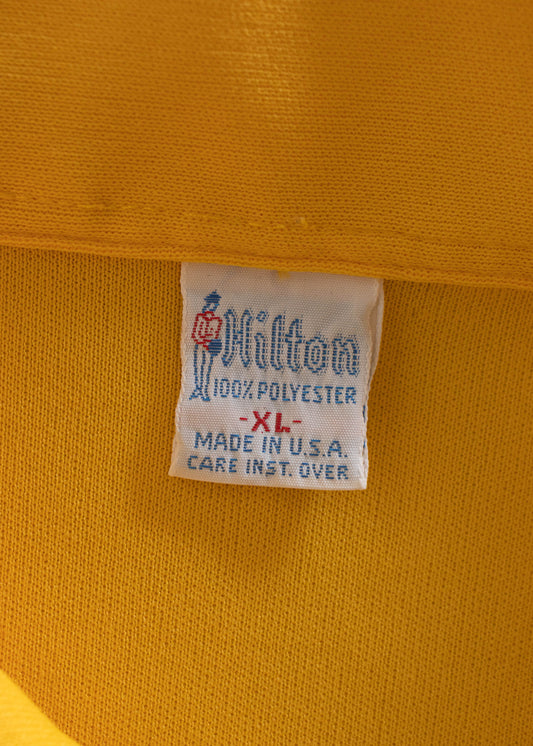 Hilton
100% POLYESTER
-XL-
MADE IN U.S.A.
CARE INST. OVER